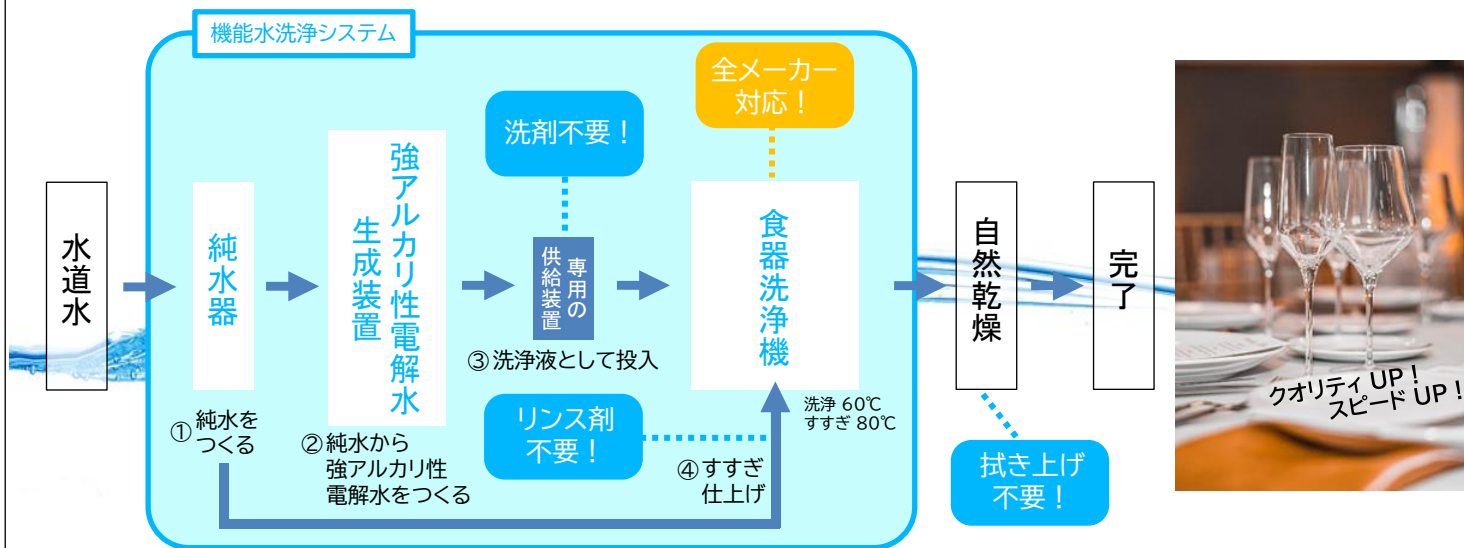 機能水洗浄システム
全メーカー
対応！
洗剤不要！
水道水
純水器
強アルカリ性電解水
生成装置
専用の
供給装置
食器洗浄機
自然乾燥
完了
③洗浄液として投入
クオリティ UP！
スピード UP！
洗浄 60℃
すすぎ 80℃
① 純水を
つくる
②純水から
強アルカリ性
電解水をつくる
リンス剤
不要！
④すすぎ
仕上げ
拭き上げ
不要！